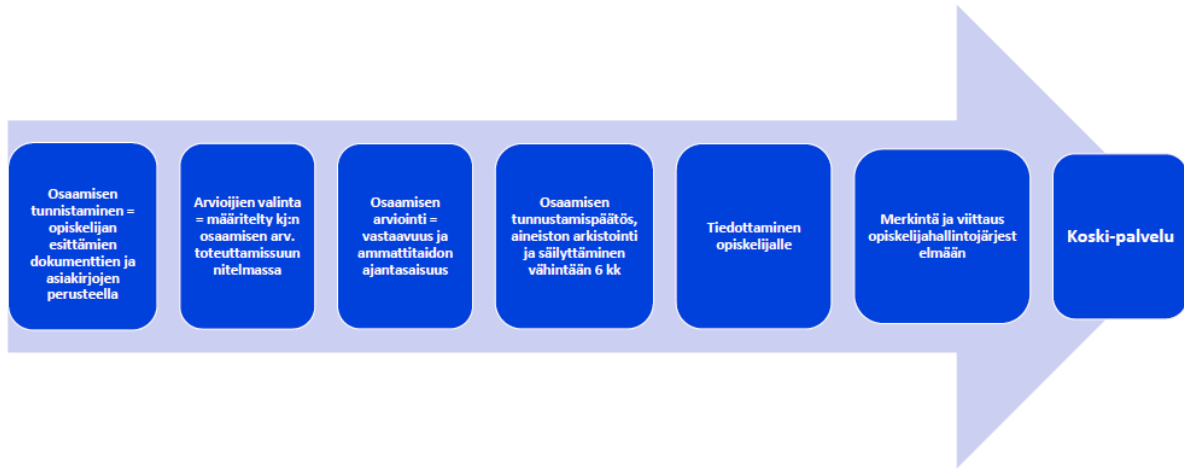 Osaamisen
tunnistaminen =
opiskelijan
esittämien
dokumenttien ja
asiakirjojen
perusteella
Arvioijien valinta
= määritelty kj:n
osaamisen arv.
toteuttamissuun
nitelmassa
Osaamisen
arviointi =
vastaavuus ja
ammattitaidon
ajantasaisuus
Osaamisen
tunnustamispäätös,
aineiston arkistointi
ja säilyttäminen
vähintään 6 kk
Tiedottaminen
opiskelijalle
Merkintä ja viittaus
opiskelijahallintojärjest
elmään
Koski-palvelu